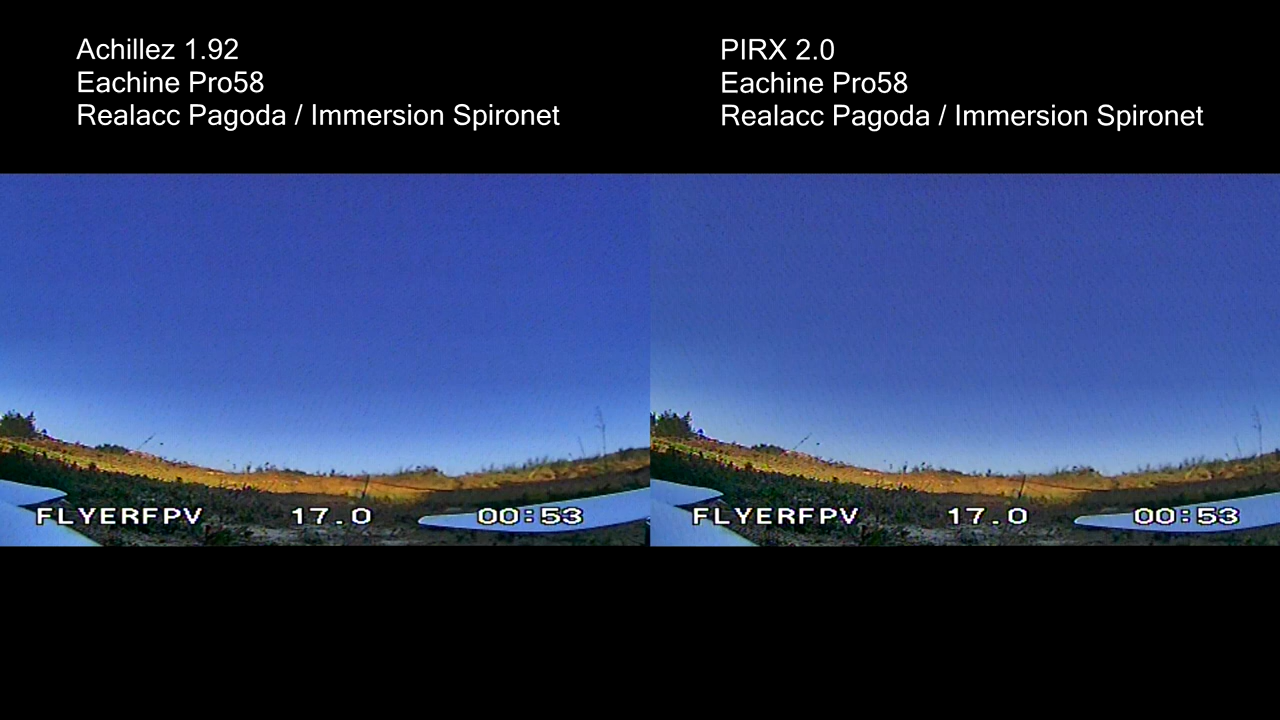 Achillez 1.92
Eachine Pro58
Realacc Pagoda / Immersion Spironet
PIRX 2.0
Eachine Pro58
Realacc Pagoda / Immersion Spironet
FLYERFPV 17.0 00:53
FLYERFPV 17.0 00:53